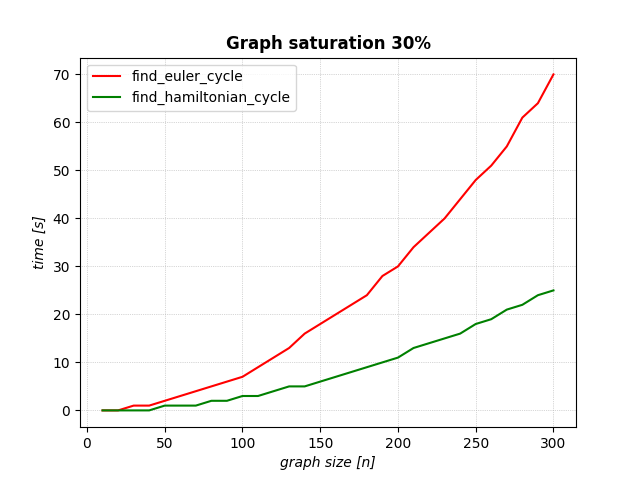 Graph saturation 30%
find_euler_cycle
find_hamiltonian_cycle
time [s]
70
60
50
40
30
20
10
0
0 50 100 150 200 250 300
graph size [n]